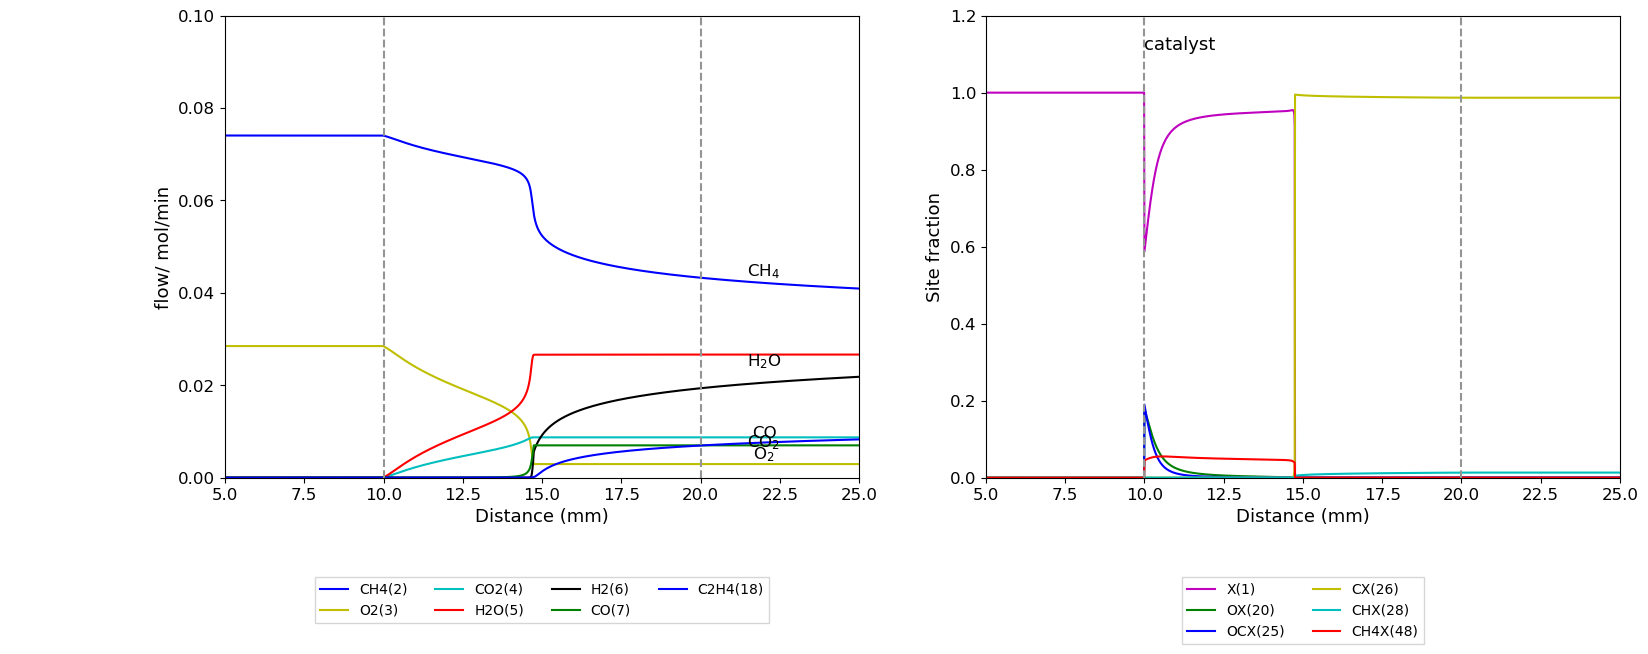 0.10
0.08
0.06
0.04
0.02
0.00
flow/ mol/min
CH₄
H₂O
CO
CO₂
O₂
5.0 7.5 10.0 12.5 15.0 17.5 20.0 22.5 25.0
Distance (mm)
CH4(2) CO2(4) H2(6) C2H4(18)
O2(3) H2O(5) CO(7)
1.2
1.0
0.8
0.6
0.4
0.2
0.0
Site fraction
catalyst
5.0 7.5 10.0 12.5 15.0 17.5 20.0 22.5 25.0
Distance (mm)
X(1) CX(26)
OX(20) CHX(28)
OCX(25) CH4X(48)